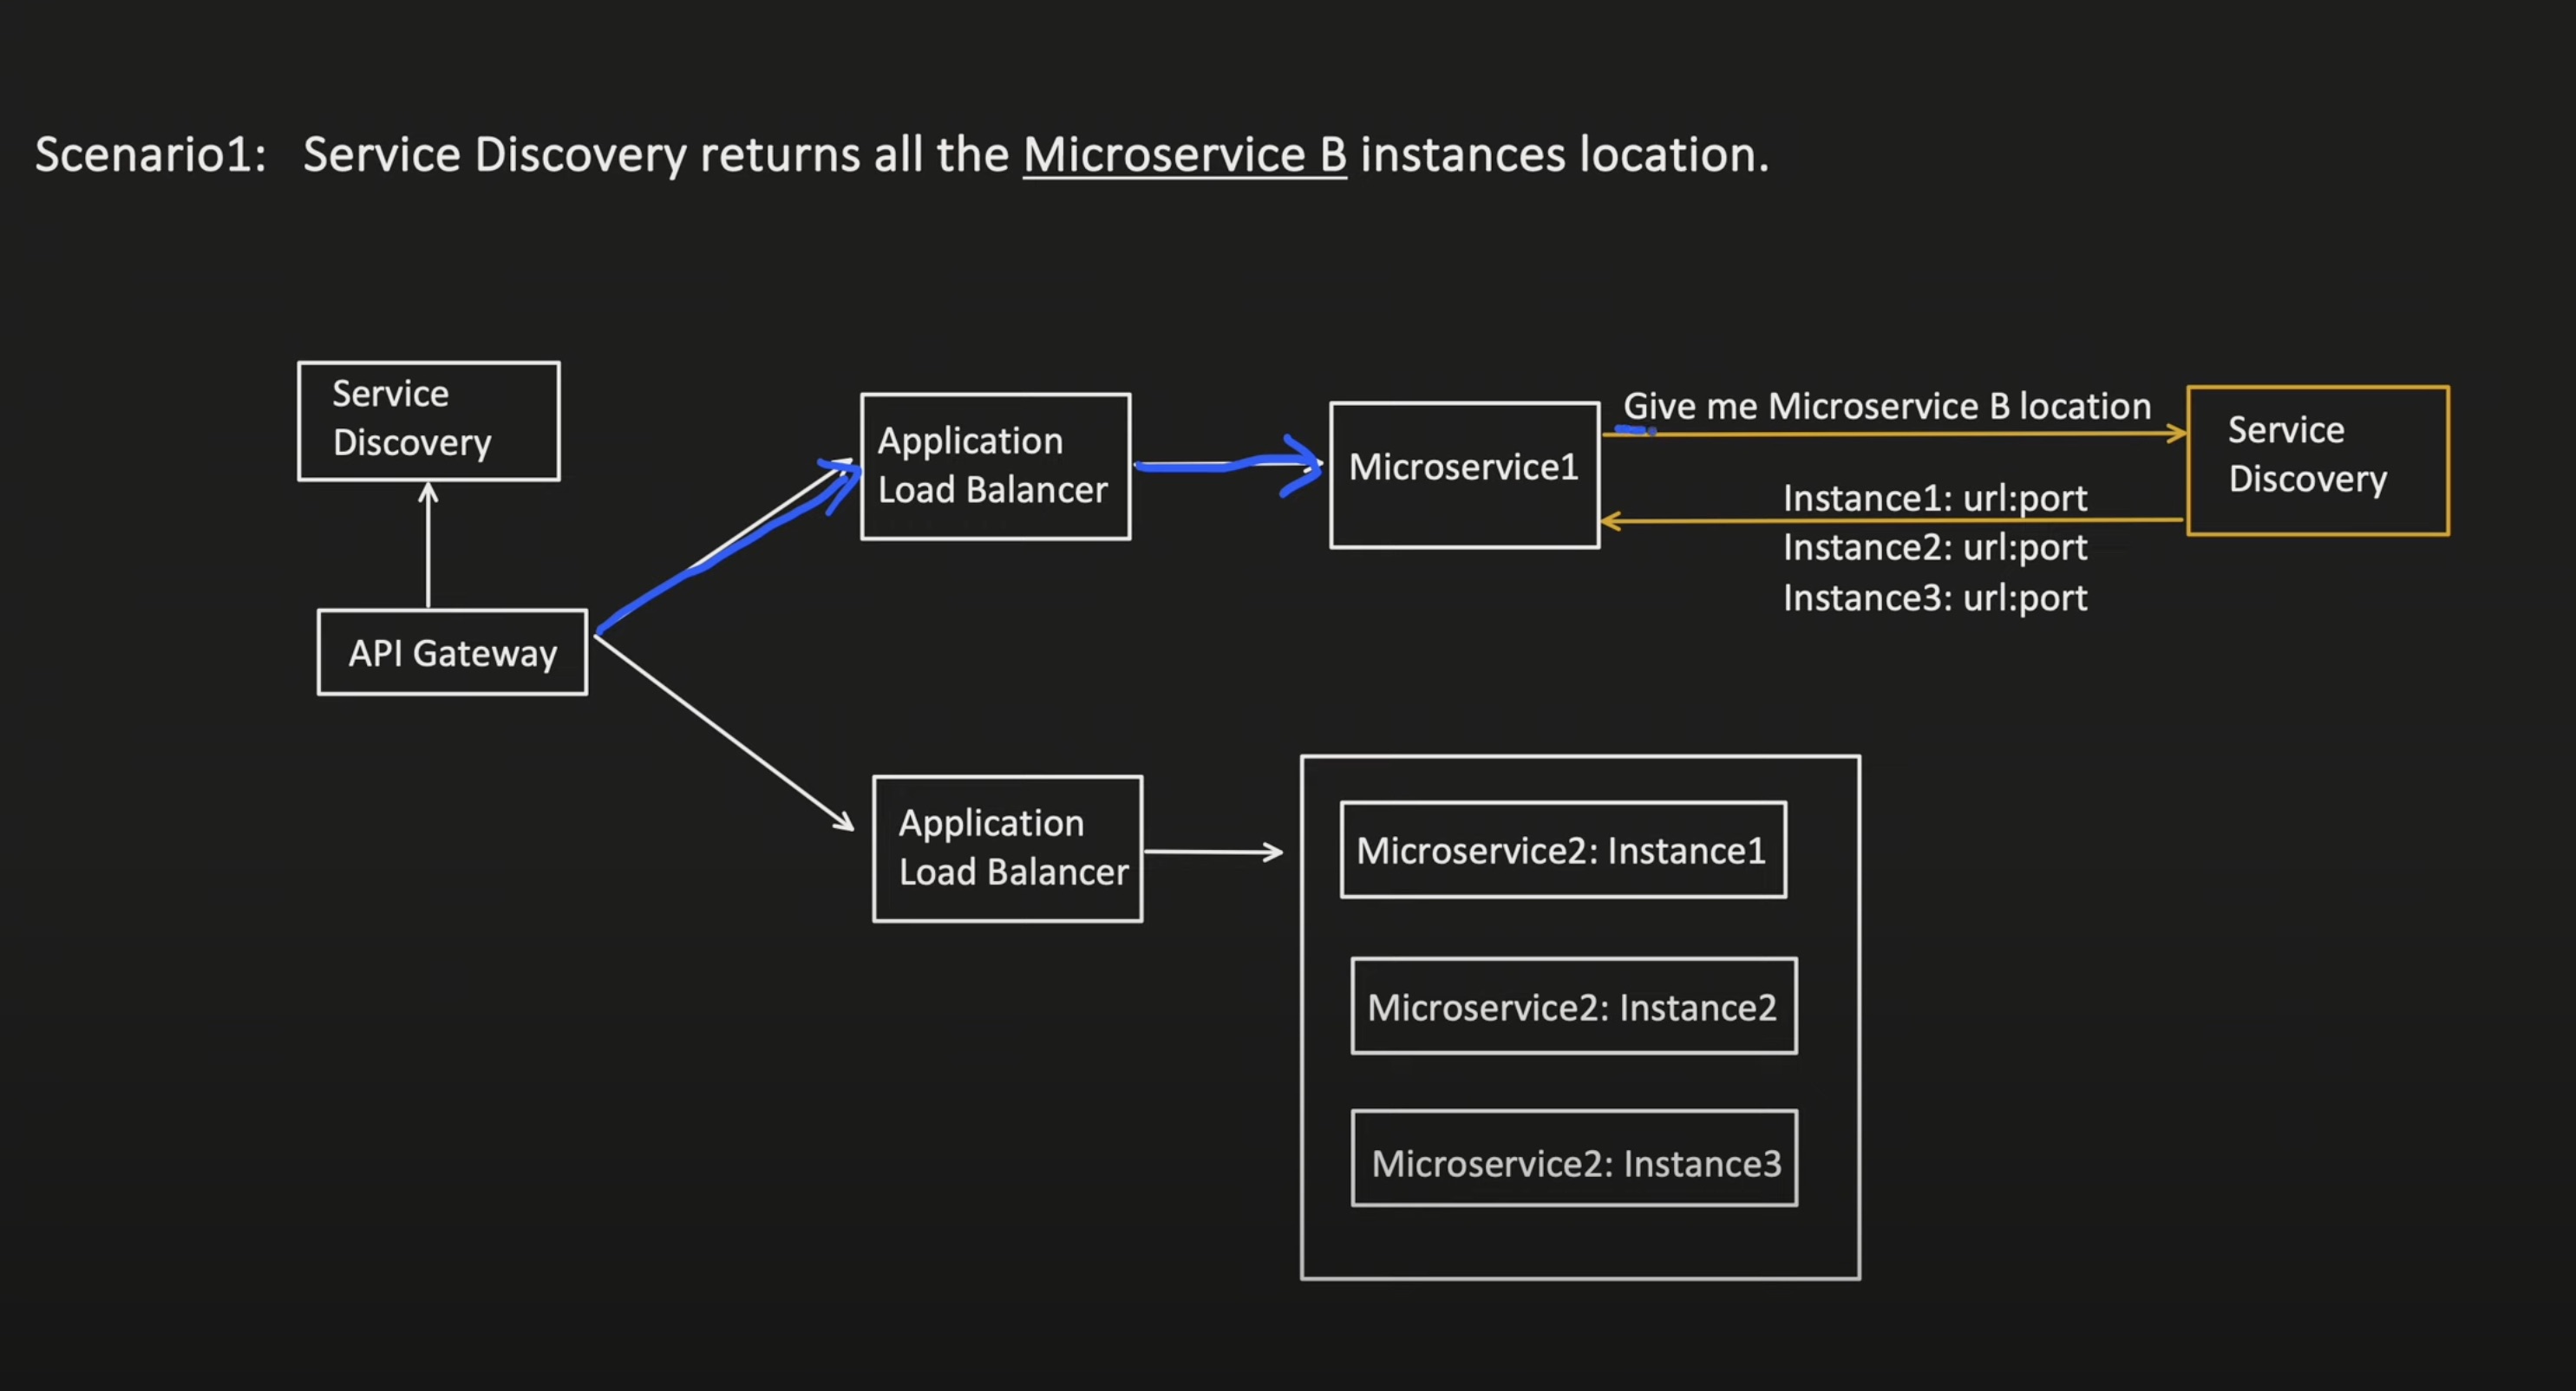 Scenario1: Service Discovery returns all the Microservice B instances location.
Service
Discovery
API Gateway
Application
Load Balancer
Microservice1
Give me Microservice B location
Service
Discovery
Instance1: url:port
Instance2: url:port
Instance3: url:port
Application
Load Balancer
Microservice2: Instance1
Microservice2: Instance2
Microservice2: Instance3